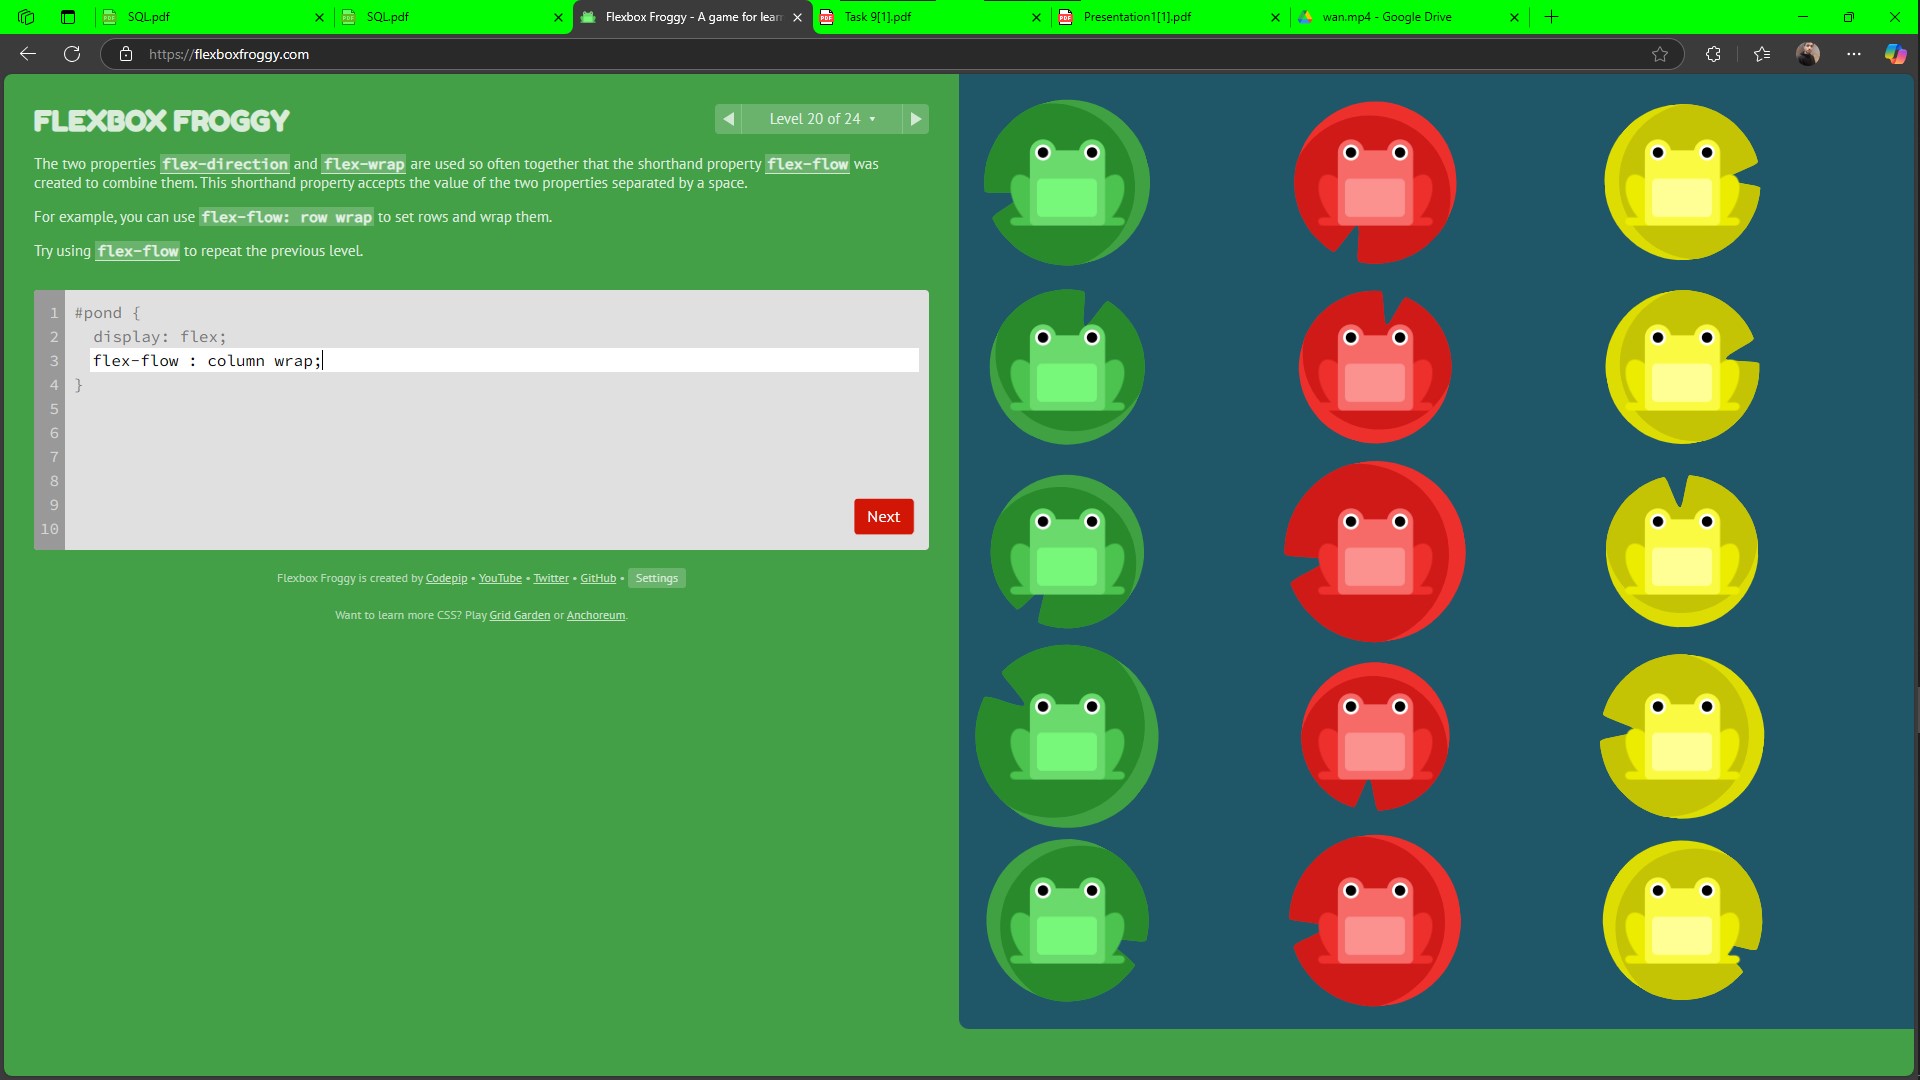 SQL.pdf
SQL.pdf
Flexbox Froggy - A game for lear
Task 9[1].pdf
Presentation1[1].pdf
wan.mp4 - Google Drive
https://flexboxfroggy.com
FLEXBOX FROGGY
Level 20 of 24
The two properties flex-direction and flex-wrap are used so often together that the shorthand property flex-flow was
created to combine them. This shorthand property accepts the value of the two properties separated by a space.
For example, you can use flex-flow: row wrap to set rows and wrap them.
Try using flex-flow to repeat the previous level.
1 #pond {
2 display: flex;
3 flex-flow : column wrap;
4 }
5
6
7
8
9
10
Next
Flexbox Froggy is created by Codepip • YouTube • Twitter • GitHub • Settings
Want to learn more CSS? Play Grid Garden or Anchoreum.